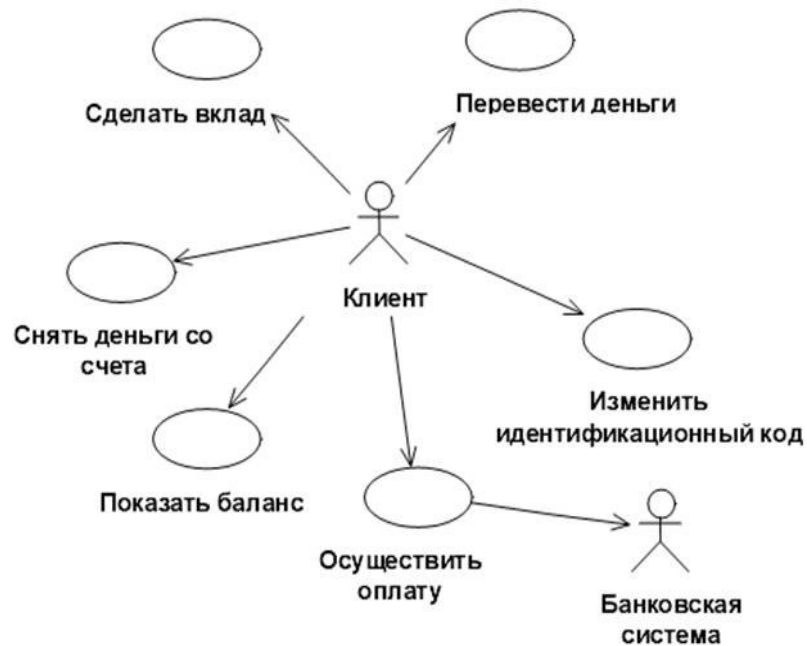 Сделать вклад
Перевести деньги
Клиент
Снять деньги со
счета
Изменить
идентификационный код
Показать баланс
Осуществить
оплату
Банковская
система